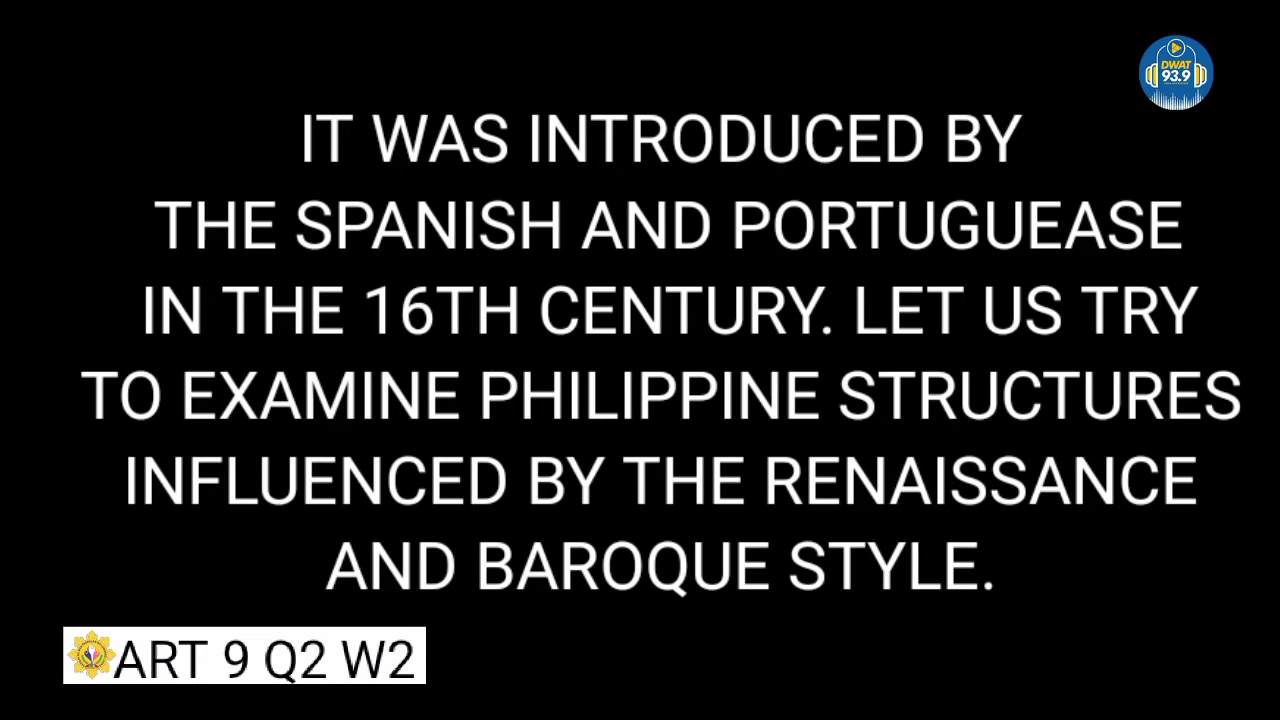 DWAT
93.9
IT WAS INTRODUCED BY
THE SPANISH AND PORTUGUEASE
IN THE 16TH CENTURY. LET US TRY
TO EXAMINE PHILIPPINE STRUCTURES
INFLUENCED BY THE RENAISSANCE
AND BAROQUE STYLE.
ART 9 Q2 W2